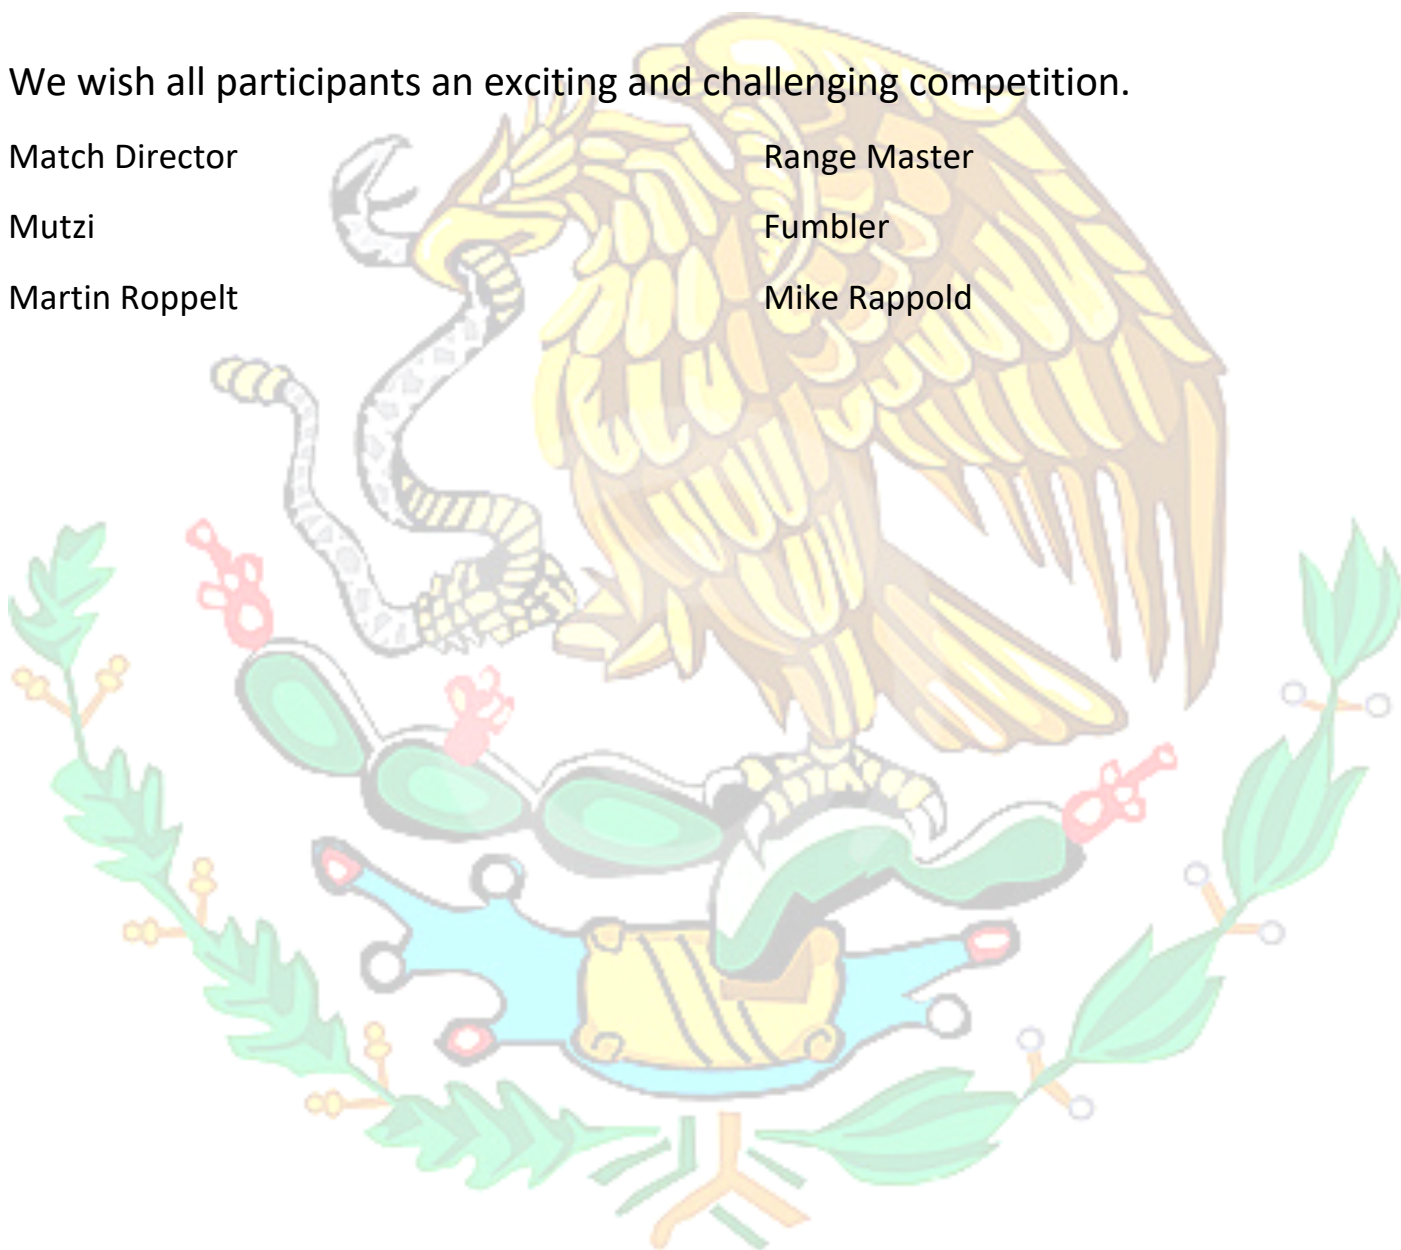 We wish all participants an exciting and challenging competition.
Match Director Range Master
Mutzi Fumbler
Martin Roppelt Mike Rappold